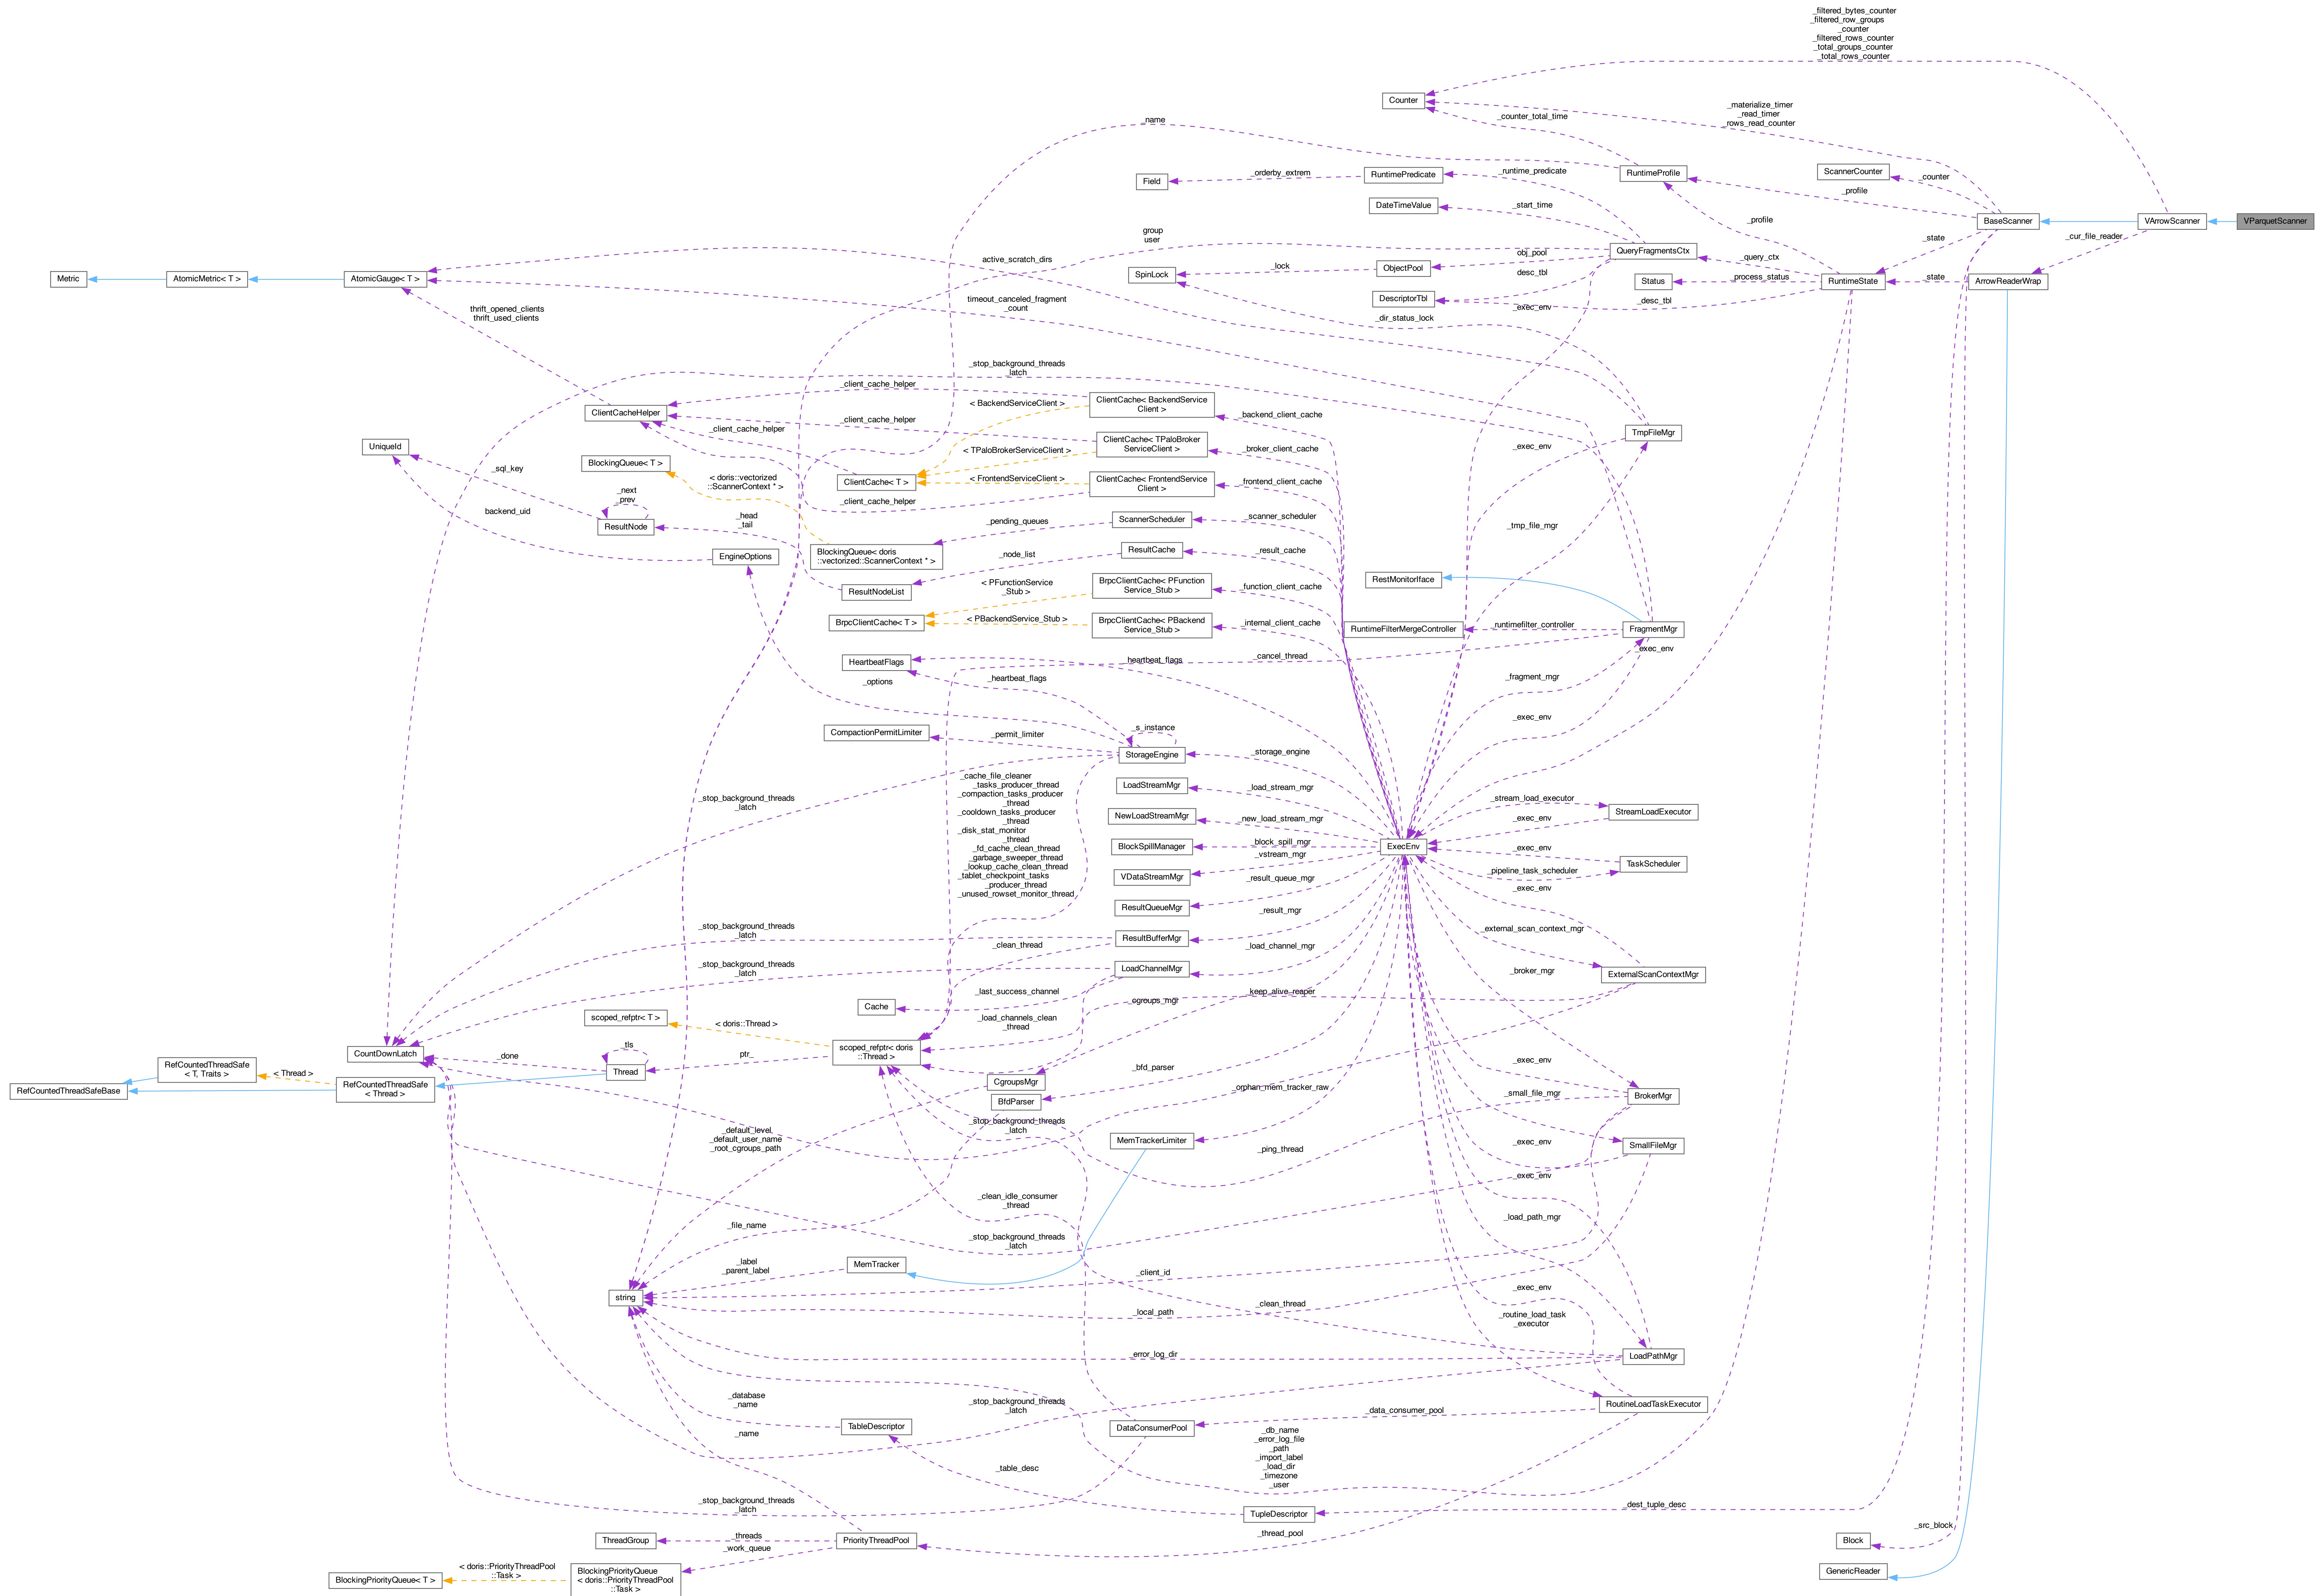 _filtered_bytes_counter
_filtered_row_groups
_counter
_filtered_rows_counter
_total_groups_counter
_total_rows_counter
Counter
_materialize_timer
_read_timer
_rows_read_counter
_name
_counter_total_time
ScannerCounter
_counter
RuntimeProfile
_runtime_predicate
RuntimePredicate
_orderby_extrem
Field
_profile
DateTimeValue
_start_time
_profile
BaseScanner
VArrowScanner
VParquetScanner
group
user
QueryFragmentsCtx
_state
_cur_file_reader
active_scratch_dirs
obj_pool
_query_ctx
Metric
AtomicMetric< T >
AtomicGauge< T >
SpinLock
_lock
ObjectPool
desc_tbl
Status
_process_status
RuntimeState
_state
ArrowReaderWrap
timeout_canceled_fragment
_count
DescriptorTbl
_desc_tbl
_exec_env
thrift_opened_clients
thrift_used_clients
_dir_status_lock
_stop_background_threads
_latch
_client_cache_helper
ClientCache< BackendService
Client >
< BackendServiceClient >
ClientCacheHelper
_backend_client_cache
_client_cache_helper
_client_cache_helper
ClientCache< TPaloBroker
ServiceClient >
TmpFileMgr
UniqueId
_exec_env
< TPaloBrokerServiceClient >
_broker_client_cache
BlockingQueue< T >
_sql_key
< doris::vectorized
::ScannerContext * >
ClientCache< T >
< FrontendServiceClient >
ClientCache< FrontendService
Client >
_frontend_client_cache
_next
_prev
_client_cache_helper
backend_uid
_head
_tail
ResultNode
_pending_queues
ScannerScheduler
_scanner_scheduler
_tmp_file_mgr
EngineOptions
BlockingQueue< doris
::vectorized::ScannerContext * >
_node_list
ResultCache
_result_cache
< PFunctionService
_Stub >
BrpcClientCache< PFunction
Service_Stub >
_function_client_cache
RestMonitorIface
ResultNodeList
BrpcClientCache< T >
< PBackendService_Stub >
BrpcClientCache< PBackend
Service_Stub >
_internal_client_cache
RuntimeFilterMergeController
_runtimefilter_controller
FragmentMgr
_exec_env
HeartbeatFlags
_heartbeat_flags
_cancel_thread
_options
_heartbeat_flags
_fragment_mgr
_s_instance
_exec_env
CompactionPermitLimiter
_permit_limiter
StorageEngine
_storage_engine
_stop_background_threads
_latch
_cache_file_cleaner
_tasks_producer_thread
_compaction_tasks_producer
_thread
_cooldown_tasks_producer
_thread
_disk_stat_monitor
_thread
_fd_cache_clean_thread
_garbage_sweeper_thread
_lookup_cache_clean_thread
_tablet_checkpoint_tasks
_producer_thread
_unused_rowset_monitor_thread
LoadStreamMgr
_load_stream_mgr
_stream_load_executor
StreamLoadExecutor
NewLoadStreamMgr
_new_load_stream_mgr
_exec_env
BlockSpillManager
_block_spill_mgr
ExecEnv
_vstream_mgr
_exec_env
TaskScheduler
VDataStreamMgr
_pipeline_task_scheduler
_result_queue_mgr
_exec_env
ResultQueueMgr
_result_mgr
_stop_background_threads
_latch
_clean_thread
ResultBufferMgr
_load_channel_mgr
_external_scan_context_mgr
_stop_background_threads
_latch
LoadChannelMgr
_broker_mgr
ExternalScanContextMgr
Cache
_last_success_channel
_cgroups_mgr
_keep_alive_reaper
scoped_refptr< T >
< doris::Thread >
_load_channels_clean
_thread
CountDownLatch
_done
_tls
Thread
ptr_
scoped_refptr< doris
::Thread >
RefCountedThreadSafe
< T, Traits >
< Thread >
RefCountedThreadSafe
< Thread >
RefCountedThreadSafeBase
CgroupsMgr
_bfd_parser
_exec_env
BfdParser
_orphan_mem_tracker_raw
_small_file_mgr
BrokerMgr
_default_level
_default_user_name
_root_cgroups_path
_stop_background_threads
_latch
MemTrackerLimiter
_ping_thread
_exec_env
SmallFileMgr
_exec_env
_clean_idle_consumer
_thread
_file_name
_stop_background_threads
_latch
_load_path_mgr
_label
_parent_label
MemTracker
_client_id
string
_exec_env
_local_path
_clean_thread
_routine_load_task
_executor
_error_log_dir
LoadPathMgr
_database
_name
_stop_background_threads
_latch
RoutineLoadTaskExecutor
TableDescriptor
_name
DataConsumerPool
_data_consumer_pool
_db_name
_error_log_file
_path
_import_label
_load_dir
_timezone
_user
_table_desc
_stop_background_threads
_latch
TupleDescriptor
_dest_tuple_desc
ThreadGroup
_threads
PriorityThreadPool
_thread_pool
_work_queue
_src_block
Block
BlockingPriorityQueue< T >
< doris::PriorityThreadPool
::Task >
BlockingPriorityQueue
< doris::PriorityThreadPool
::Task >
GenericReader